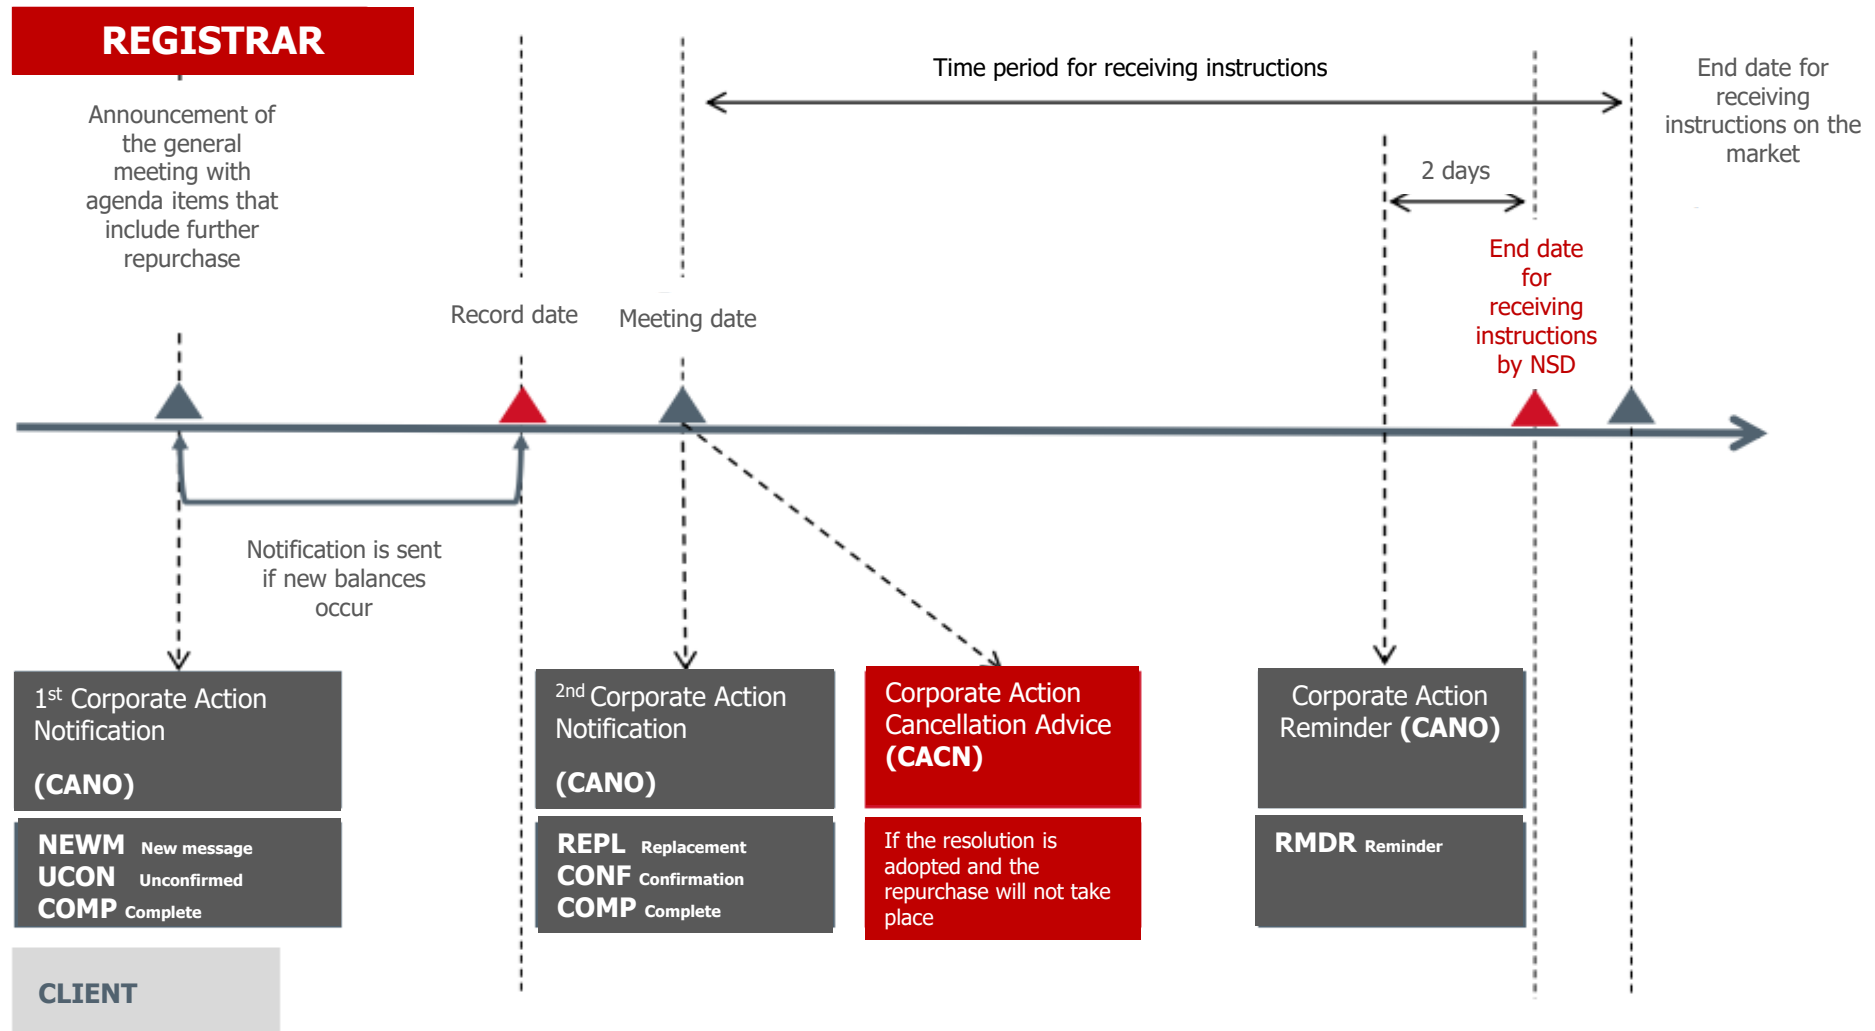 REGISTRAR
Announcement of
the general
meeting with
agenda items that
include further
repurchase
Time period for receiving instructions
End date for
receiving
instructions on the
market
2 days
End date
for
receiving
instructions
by NSD
Record date
Meeting date
Notification is sent
if new balances
occur
1st Corporate Action
Notification
(CANO)
NEWM New message
UCON Unconfirmed
COMP Complete
2nd Corporate Action
Notification
(CANO)
REPL Replacement
CONF Confirmation
COMP Complete
Corporate Action
Cancellation Advice
(CACN)
If the resolution is
adopted and the
repurchase will not take
place
Corporate Action
Reminder (CANO)
RMDR Reminder
CLIENT